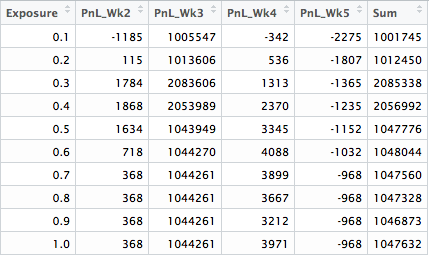 Exposure PnL_Wk2 PnL_Wk3 PnL_Wk4 PnL_Wk5 Sum
0.1 -1185 1005547 -342 -2275 1001745
0.2 115 1013606 536 -1807 1012450
0.3 1784 2083606 1313 -1365 2085338
0.4 1868 2053989 2370 -1235 2056992
0.5 1634 1043949 3345 -1152 1047776
0.6 718 1044270 4088 -1032 1048044
0.7 368 1044261 3899 -968 1047560
0.8 368 1044261 3667 -968 1047328
0.9 368 1044261 3212 -968 1046873
1.0 368 1044261 3971 -968 1047632